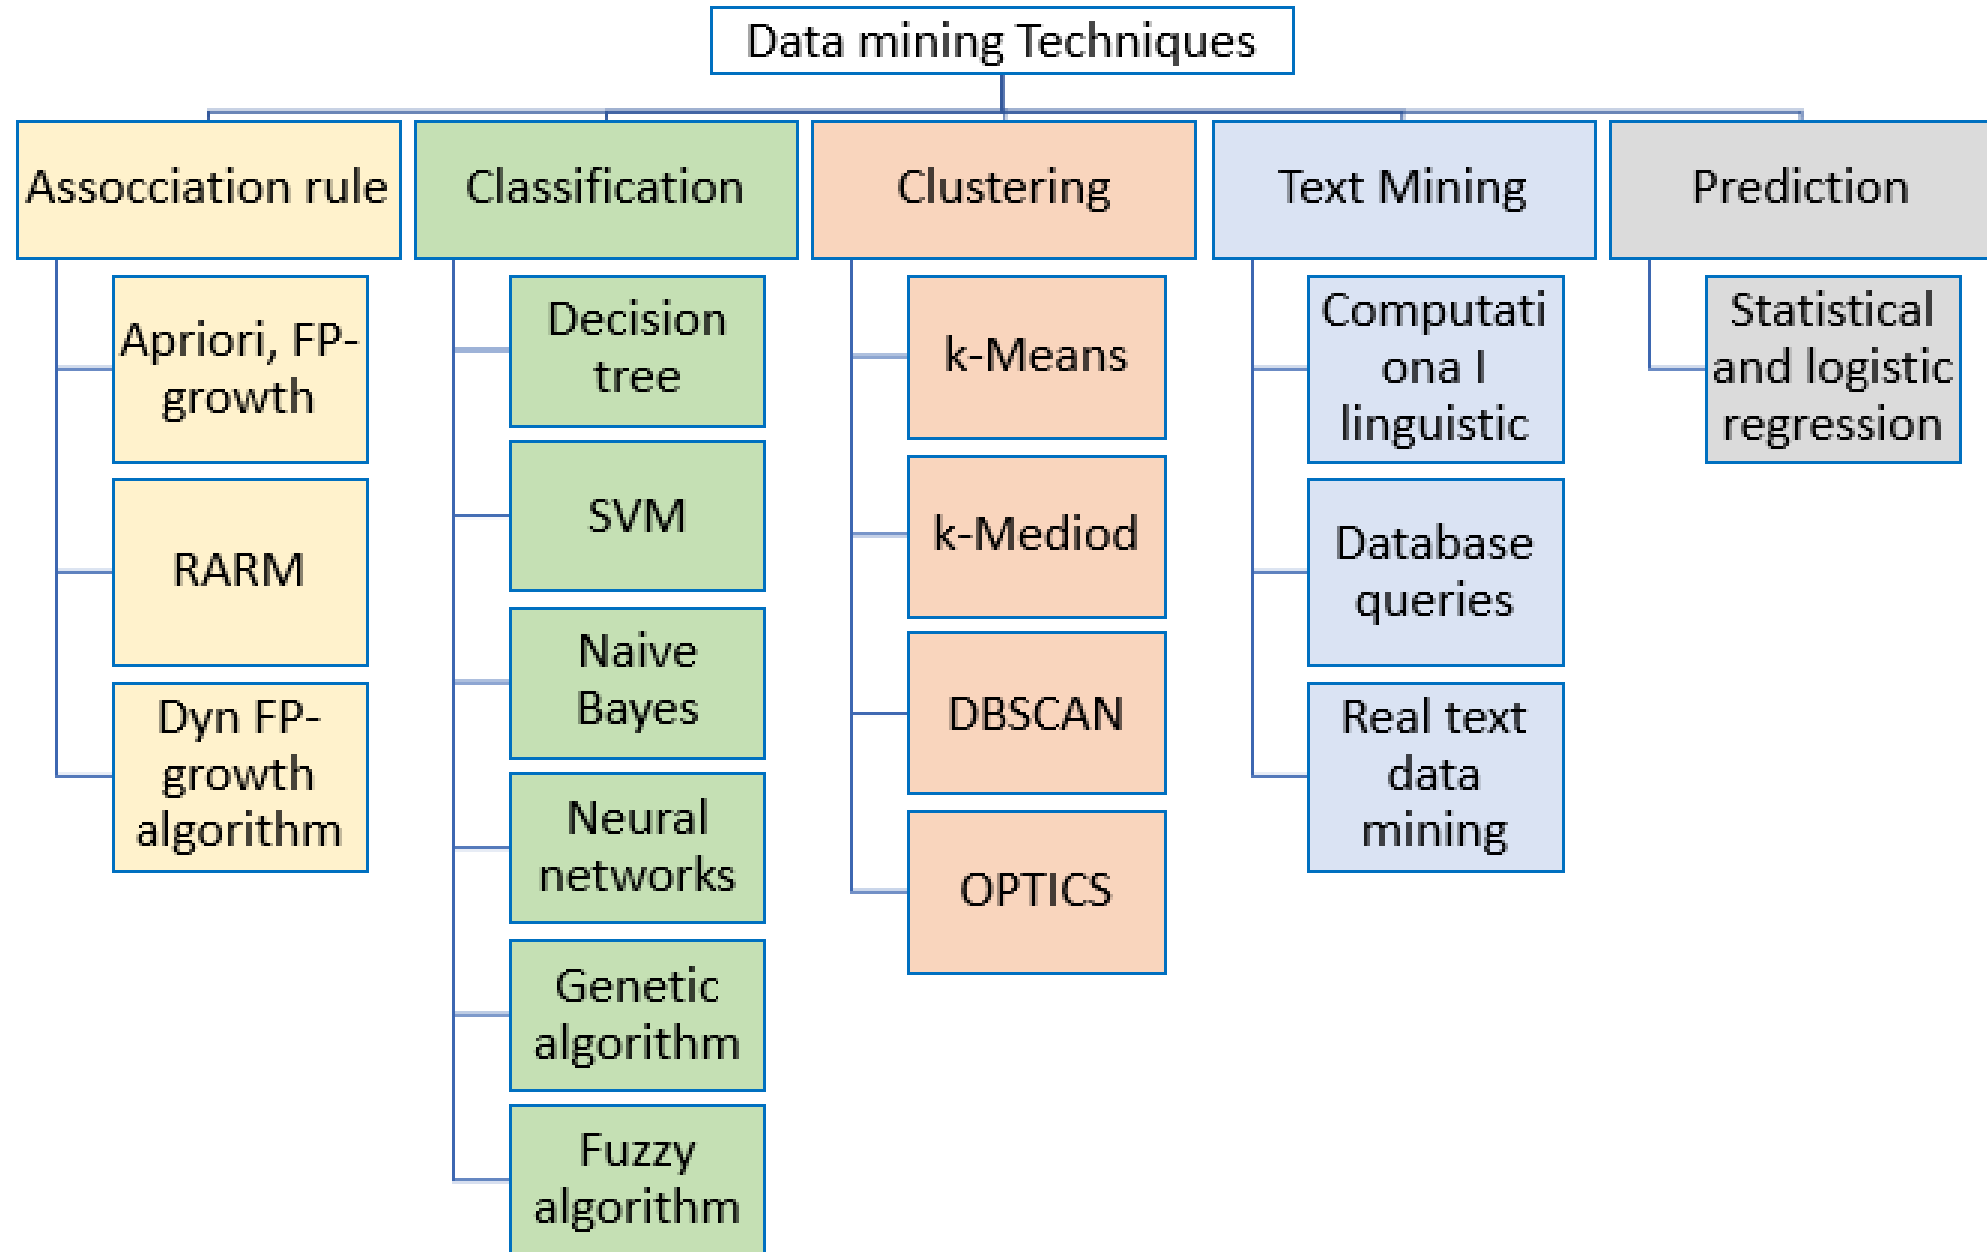 Data mining Techniques
Assocciation rule
Classification
Clustering
Text Mining
Prediction
Apriori, FP-
growth
RARM
Dyn FP-
growth
algorithm
Decision
tree
SVM
Naive
Bayes
Neural
networks
Genetic
algorithm
Fuzzy
algorithm
k-Means
k-Mediod
DBSCAN
OPTICS
Computati
ona l
linguistic
Database
queries
Real text
data
mining
Statistical
and logistic
regression